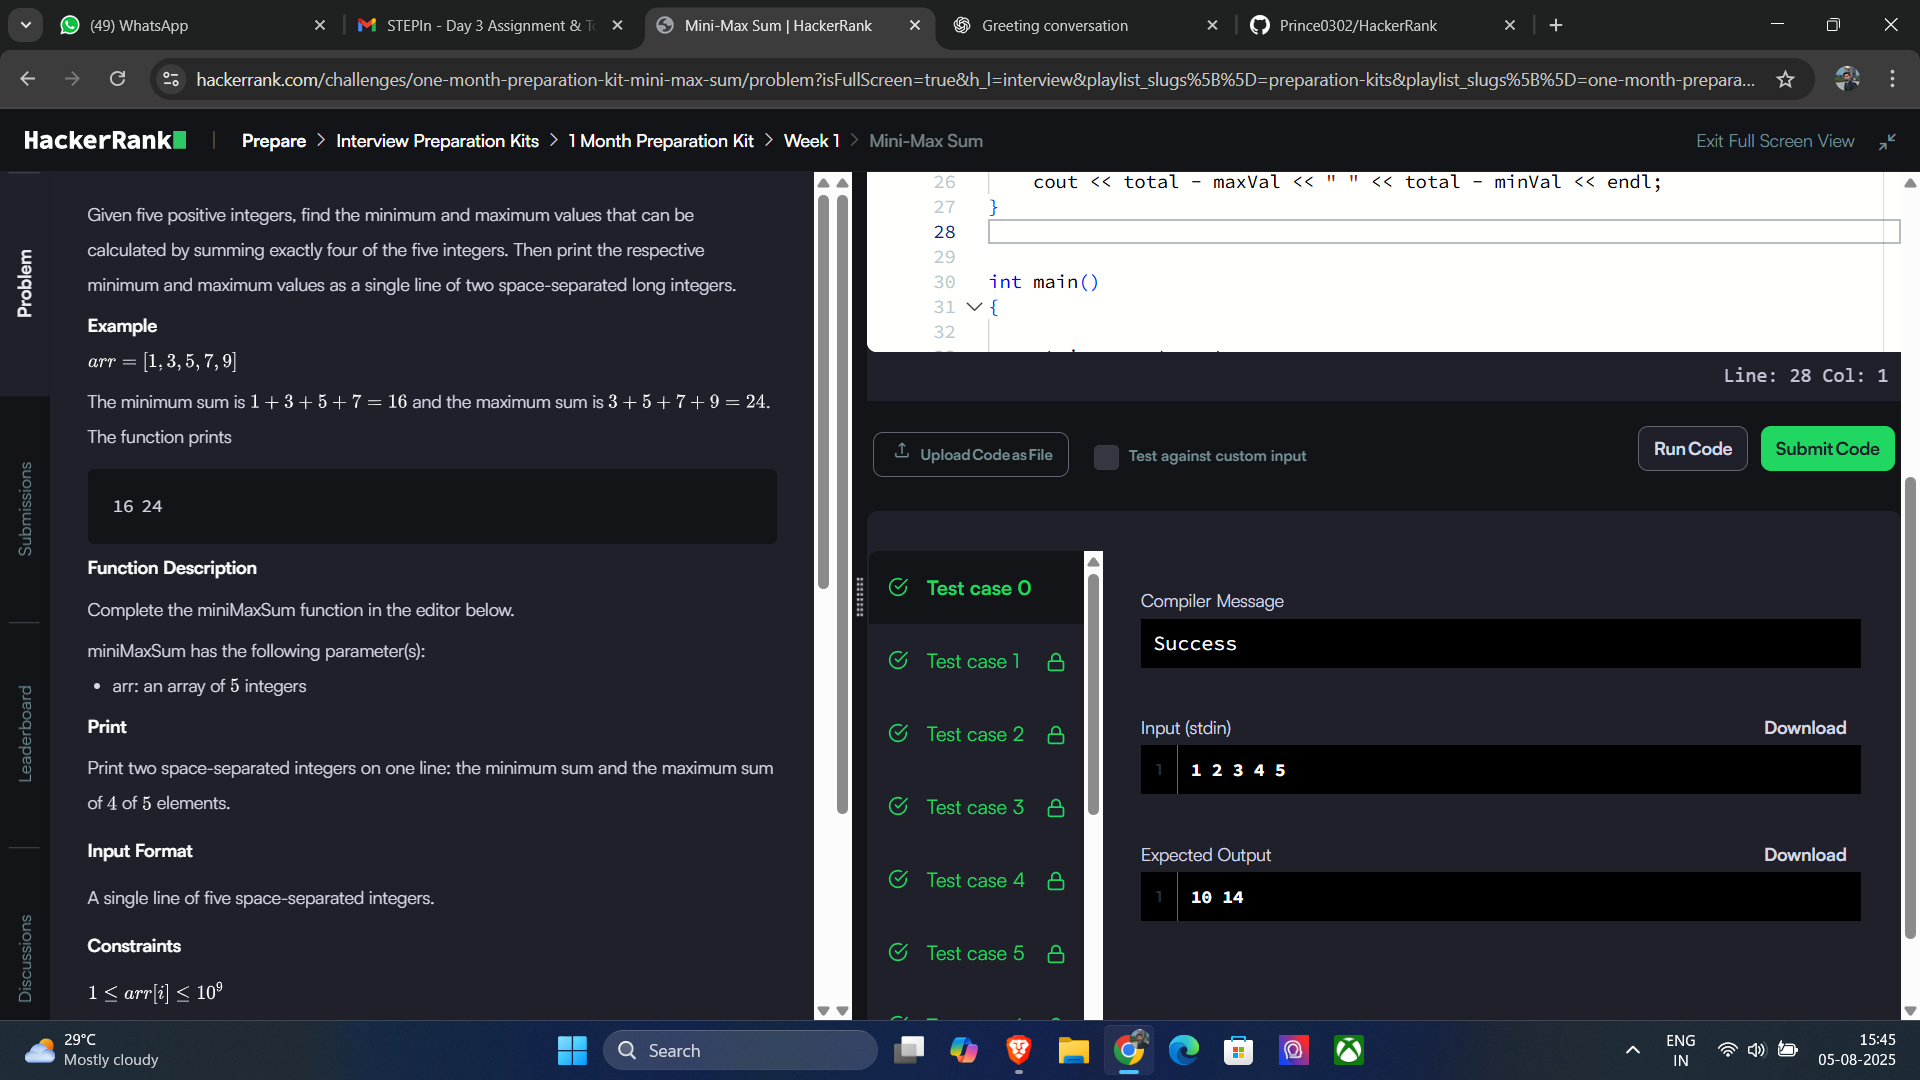 (49) WhatsApp
STEPIn - Day 3 Assignment & To
Mini-Max Sum | HackerRank
Greeting conversation
Prince0302/HackerRank
hackerrank.com/challenges/one-month-preparation-kit-mini-max-sum/problem?isFullScreen=true&h_l=interview&playlist_slugs%5B%5D=preparation-kits&playlist_slugs%5B%5D=one-month-prepara...
HackerRank
Prepare > Interview Preparation Kits > 1 Month Preparation Kit > Week 1 > Mini-Max Sum
Exit Full Screen View
Problem
Submissions
Leaderboard
Discussions
Given five positive integers, find the minimum and maximum values that can be
calculated by summing exactly four of the five integers. Then print the respective
minimum and maximum values as a single line of two space-separated long integers.
Example
arr = [1, 3, 5, 7, 9]
The minimum sum is 1 + 3 + 5 + 7 = 16 and the maximum sum is 3 + 5 + 7 + 9 = 24.
The function prints
16 24
Function Description
Complete the miniMaxSum function in the editor below.
miniMaxSum has the following parameter(s):
• arr: an array of 5 integers
Print
Print two space-separated integers on one line: the minimum sum and the maximum sum
of 4 of 5 elements.
Input Format
A single line of five space-separated integers.
Constraints
1 ≤ arr[i] ≤ 10⁹
26 cout << total - maxVal << " " << total - minVal << endl;
27 }
28
29
30 int main()
31 {
32
Line: 28 Col: 1
Upload Code as File
Test against custom input
Run Code
Submit Code
Test case 0
Test case 1
Test case 2
Test case 3
Test case 4
Test case 5
Compiler Message
Success
Input (stdin)
Download
1 1 2 3 4 5
Expected Output
Download
1 10 14
29°C
Mostly cloudy
Search
ENG
IN
15:45
05-08-2025